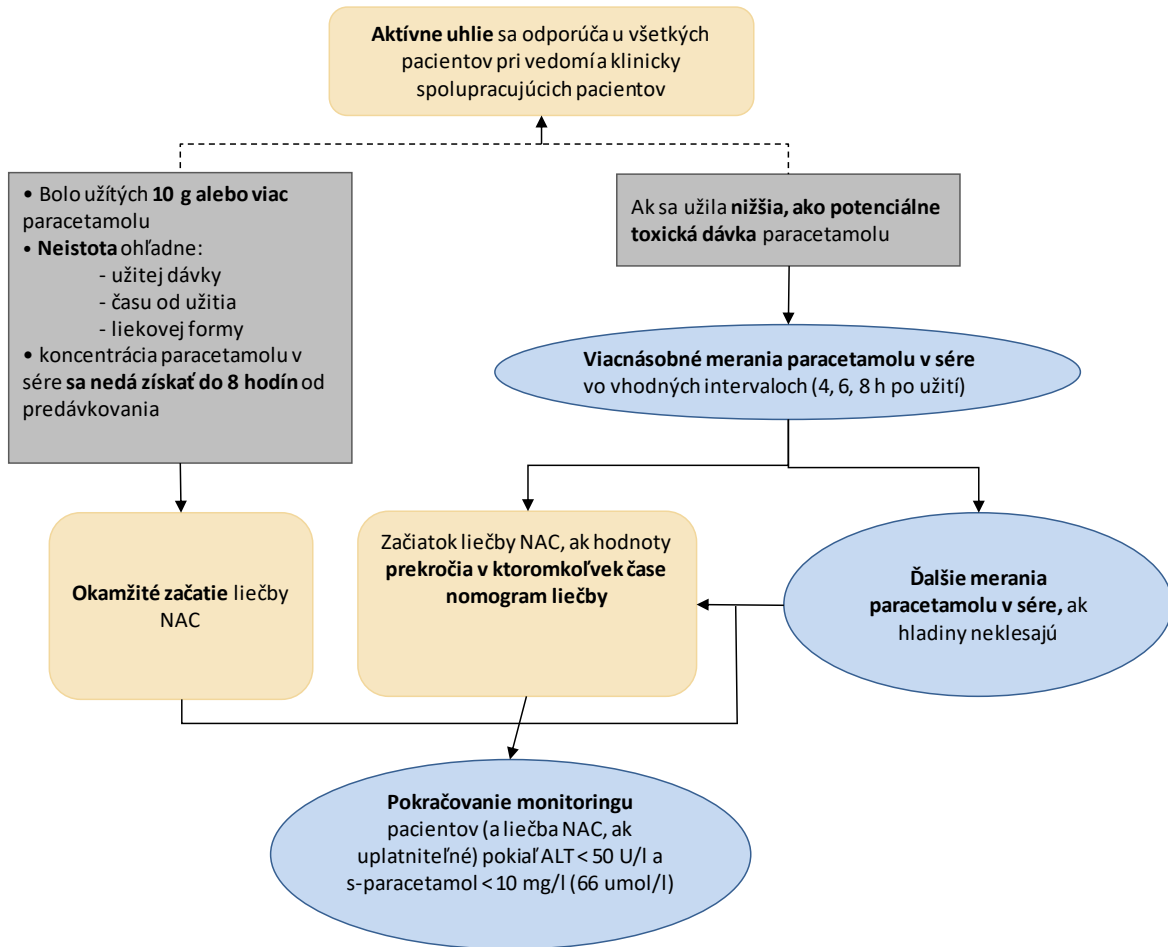 Aktívne uhlie sa odporúča u všetkých
pacientov pri vedomí a klinicky
spolupracujúcich pacientov
• Bolo užítých 10 g alebo viac
paracetamolu
• Neistota ohľadne:
- užitej dávky
- času od užitia
- liekovej formy
• koncentrácia paracetamolu v
sére sa nedá získať do 8 hodín od
predávkovania
Ak sa užila nižšia, ako potenciálne
toxická dávka paracetamolu
Viacnásobné merania paracetamolu v sére
vo vhodných intervaloch (4, 6, 8 h po užití)
Okamžité začatie liečby
NAC
Začiatok liečby NAC, ak hodnoty
prekročia v ktoromkoľvek čase
nomogram liečby
Ďalšie merania
paracetamolu v sére, ak
hladiny neklesajú
Pokračovanie monitoringu
pacientov (a liečba NAC, ak
uplatniteľné) pokiaľ ALT < 50 U/l a
s-paracetamol < 10 mg/l (66 umol/l)